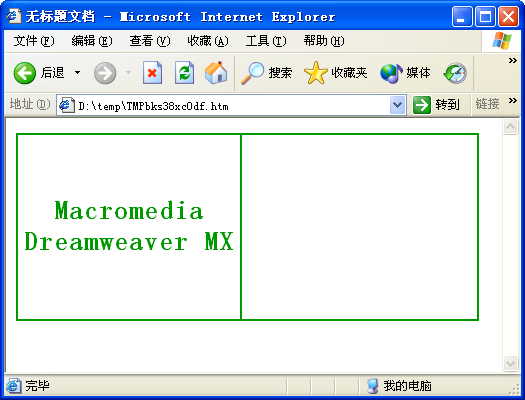 无标题文档 - Microsoft Internet Explorer
文件(F) 编辑(E) 查看(V) 收藏(A) 工具(T) 帮助(H)
后退 搜索 收藏夹 媒体
地址(D) D:\temp\TMPbks38xc0df.htm 转到 链接
Macromedia
Dreamweaver MX
完毕 我的电脑